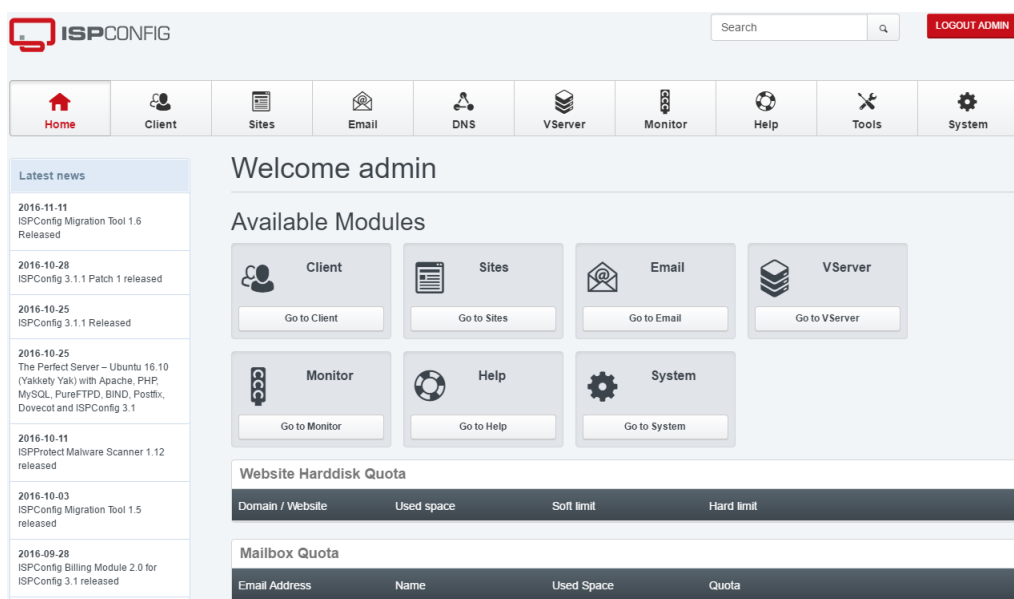 ISPCONFIG
Search
LOGOUT ADMIN
Home Client Sites Email DNS VServer Monitor Help Tools System
Latest news
2016-11-11
ISPConfig Migration Tool 1.6
Released
2016-10-28
ISPConfig 3.1.1 Patch 1 released
2016-10-25
ISPConfig 3.1.1 Released
2016-10-25
The Perfect Server – Ubuntu 16.10
(Yakkety Yak) with Apache, PHP,
MySQL, PureFTPD, BIND, Postfix,
Dovecot and ISPConfig 3.1
2016-10-11
ISPProtect Malware Scanner 1.12
released
2016-10-03
ISPConfig Migration Tool 1.5
released
2016-09-28
ISPConfig Billing Module 2.0 for
ISPConfig 3.1 released
Welcome admin
Available Modules
Client Sites Email VServer
Go to Client Go to Sites Go to Email Go to VServer
Monitor Help System
Go to Monitor Go to Help Go to System
Website Harddisk Quota
Domain / Website Used space Soft limit Hard limit
Mailbox Quota
Email Address Name Used Space Quota